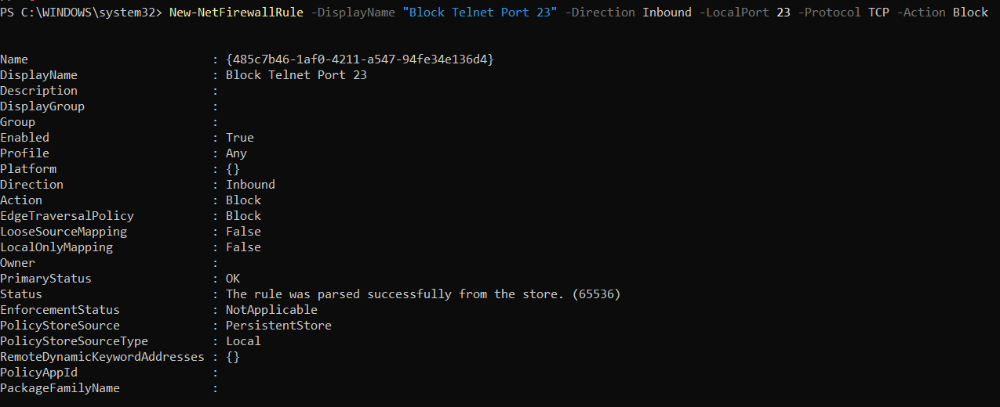 PS C:\WINDOWS\system32> New-NetFirewallRule -DisplayName "Block Telnet Port 23" -Direction Inbound -LocalPort 23 -Protocol TCP -Action Block
Name : {485c7b46-1af0-4211-a547-94fe34e136d4}
DisplayName : Block Telnet Port 23
Description :
DisplayGroup :
Group :
Enabled : True
Profile : Any
Platform : {}
Direction : Inbound
Action : Block
EdgeTraversalPolicy : Block
LooseSourceMapping : False
LocalOnlyMapping : False
Owner :
PrimaryStatus : OK
Status : The rule was parsed successfully from the store. (65536)
EnforcementStatus : NotApplicable
PolicyStoreSource : PersistentStore
PolicyStoreSourceType : Local
RemoteDynamicKeywordAddresses : {}
PolicyAppId :
PackageFamilyName :